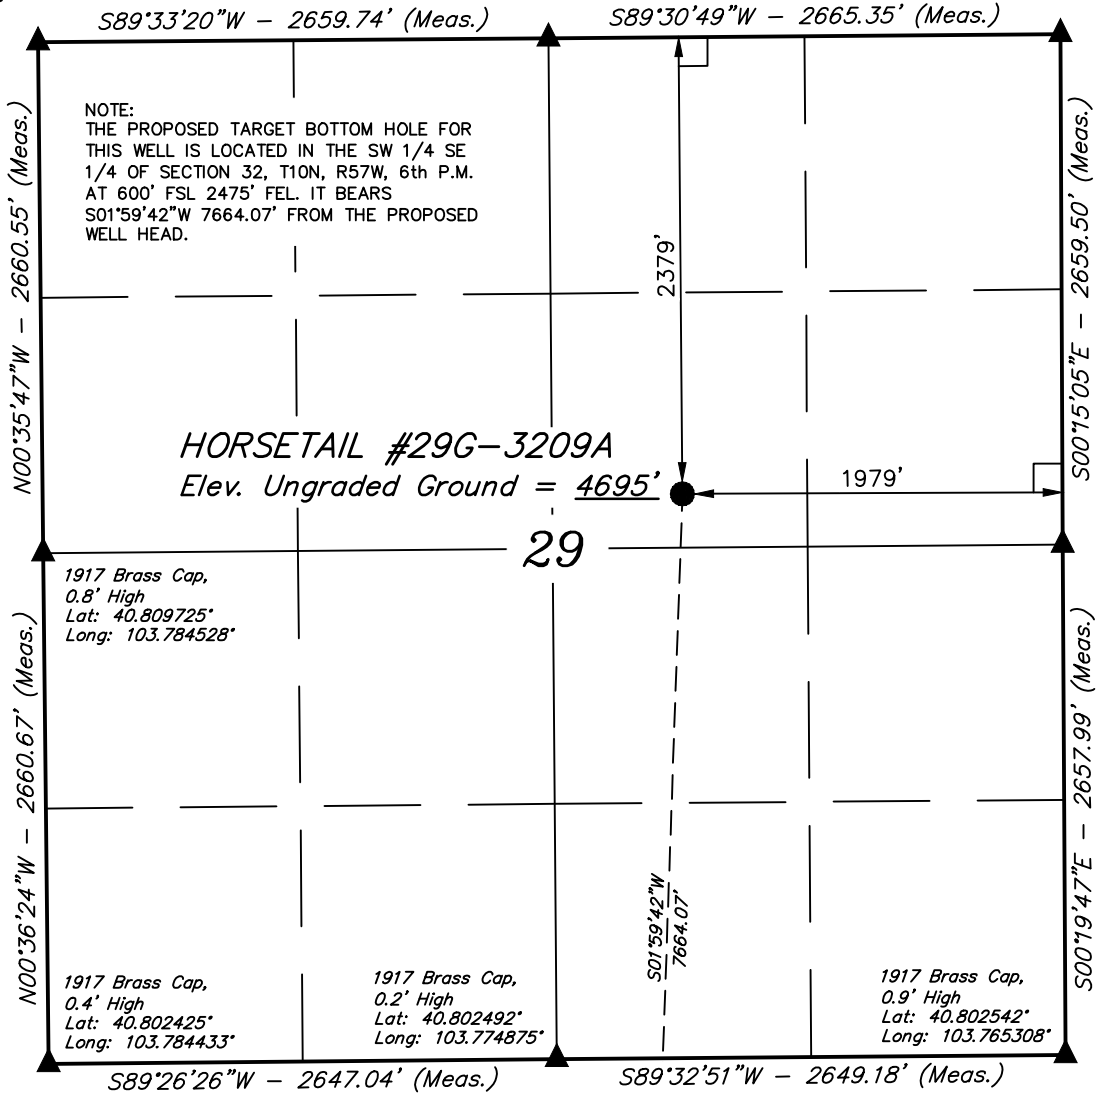 S89°33'20"W - 2659.74' (Meas.)
S89°30'49"W - 2665.35' (Meas.)
N00°35'47"W - 2660.55' (Meas.)
NOTE:
THE PROPOSED TARGET BOTTOM HOLE FOR
THIS WELL IS LOCATED IN THE SW 1/4 SE
1/4 OF SECTION 32, T10N, R57W, 6th P.M.
AT 600' FSL 2475' FEL. IT BEARS
S01°59'42"W 7664.07' FROM THE PROPOSED
WELL HEAD.
2379'
S00°15'05"E - 2659.50' (Meas.)
HORSETAIL #29G-3209A
Elev. Ungraded Ground = 4695'
1979'
29
1917 Brass Cap,
0.8' High
Lat: 40.809725°
Long: 103.784528°
N00°36'24"W - 2660.67' (Meas.)
S00°19'47"E - 2657.99' (Meas.)
S01°59'42"W
7664.07'
1917 Brass Cap,
0.4' High
Lat: 40.802425°
Long: 103.784433°
1917 Brass Cap,
0.2' High
Lat: 40.802492°
Long: 103.774875°
1917 Brass Cap,
0.9' High
Lat: 40.802542°
Long: 103.765308°
S89°26'26"W - 2647.04' (Meas.)
S89°32'51"W - 2649.18' (Meas.)